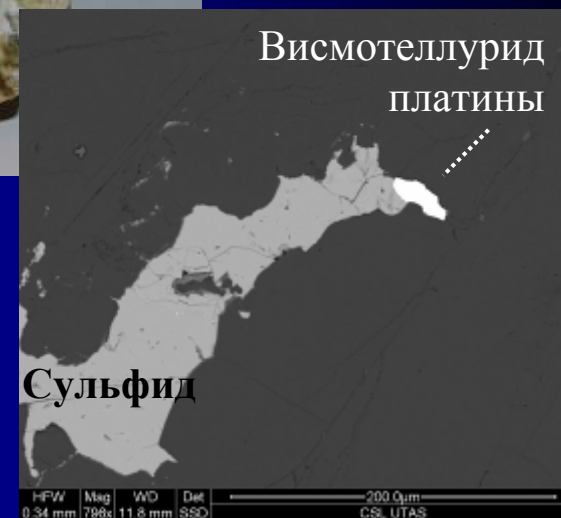 Висмотеллурид
платины
Сульфид
HFW Mag WD Det 200.0µm
0.34 mm 798x 11.8 mm SSD CSL UTAS